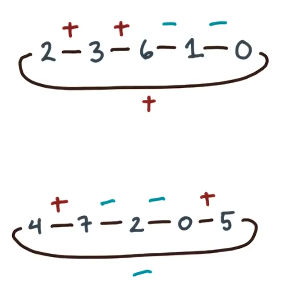 + + − −
2 — 3 — 6 — 1 — 0
+
+ − − +
4 — 7 — 2 — 0 — 5
−